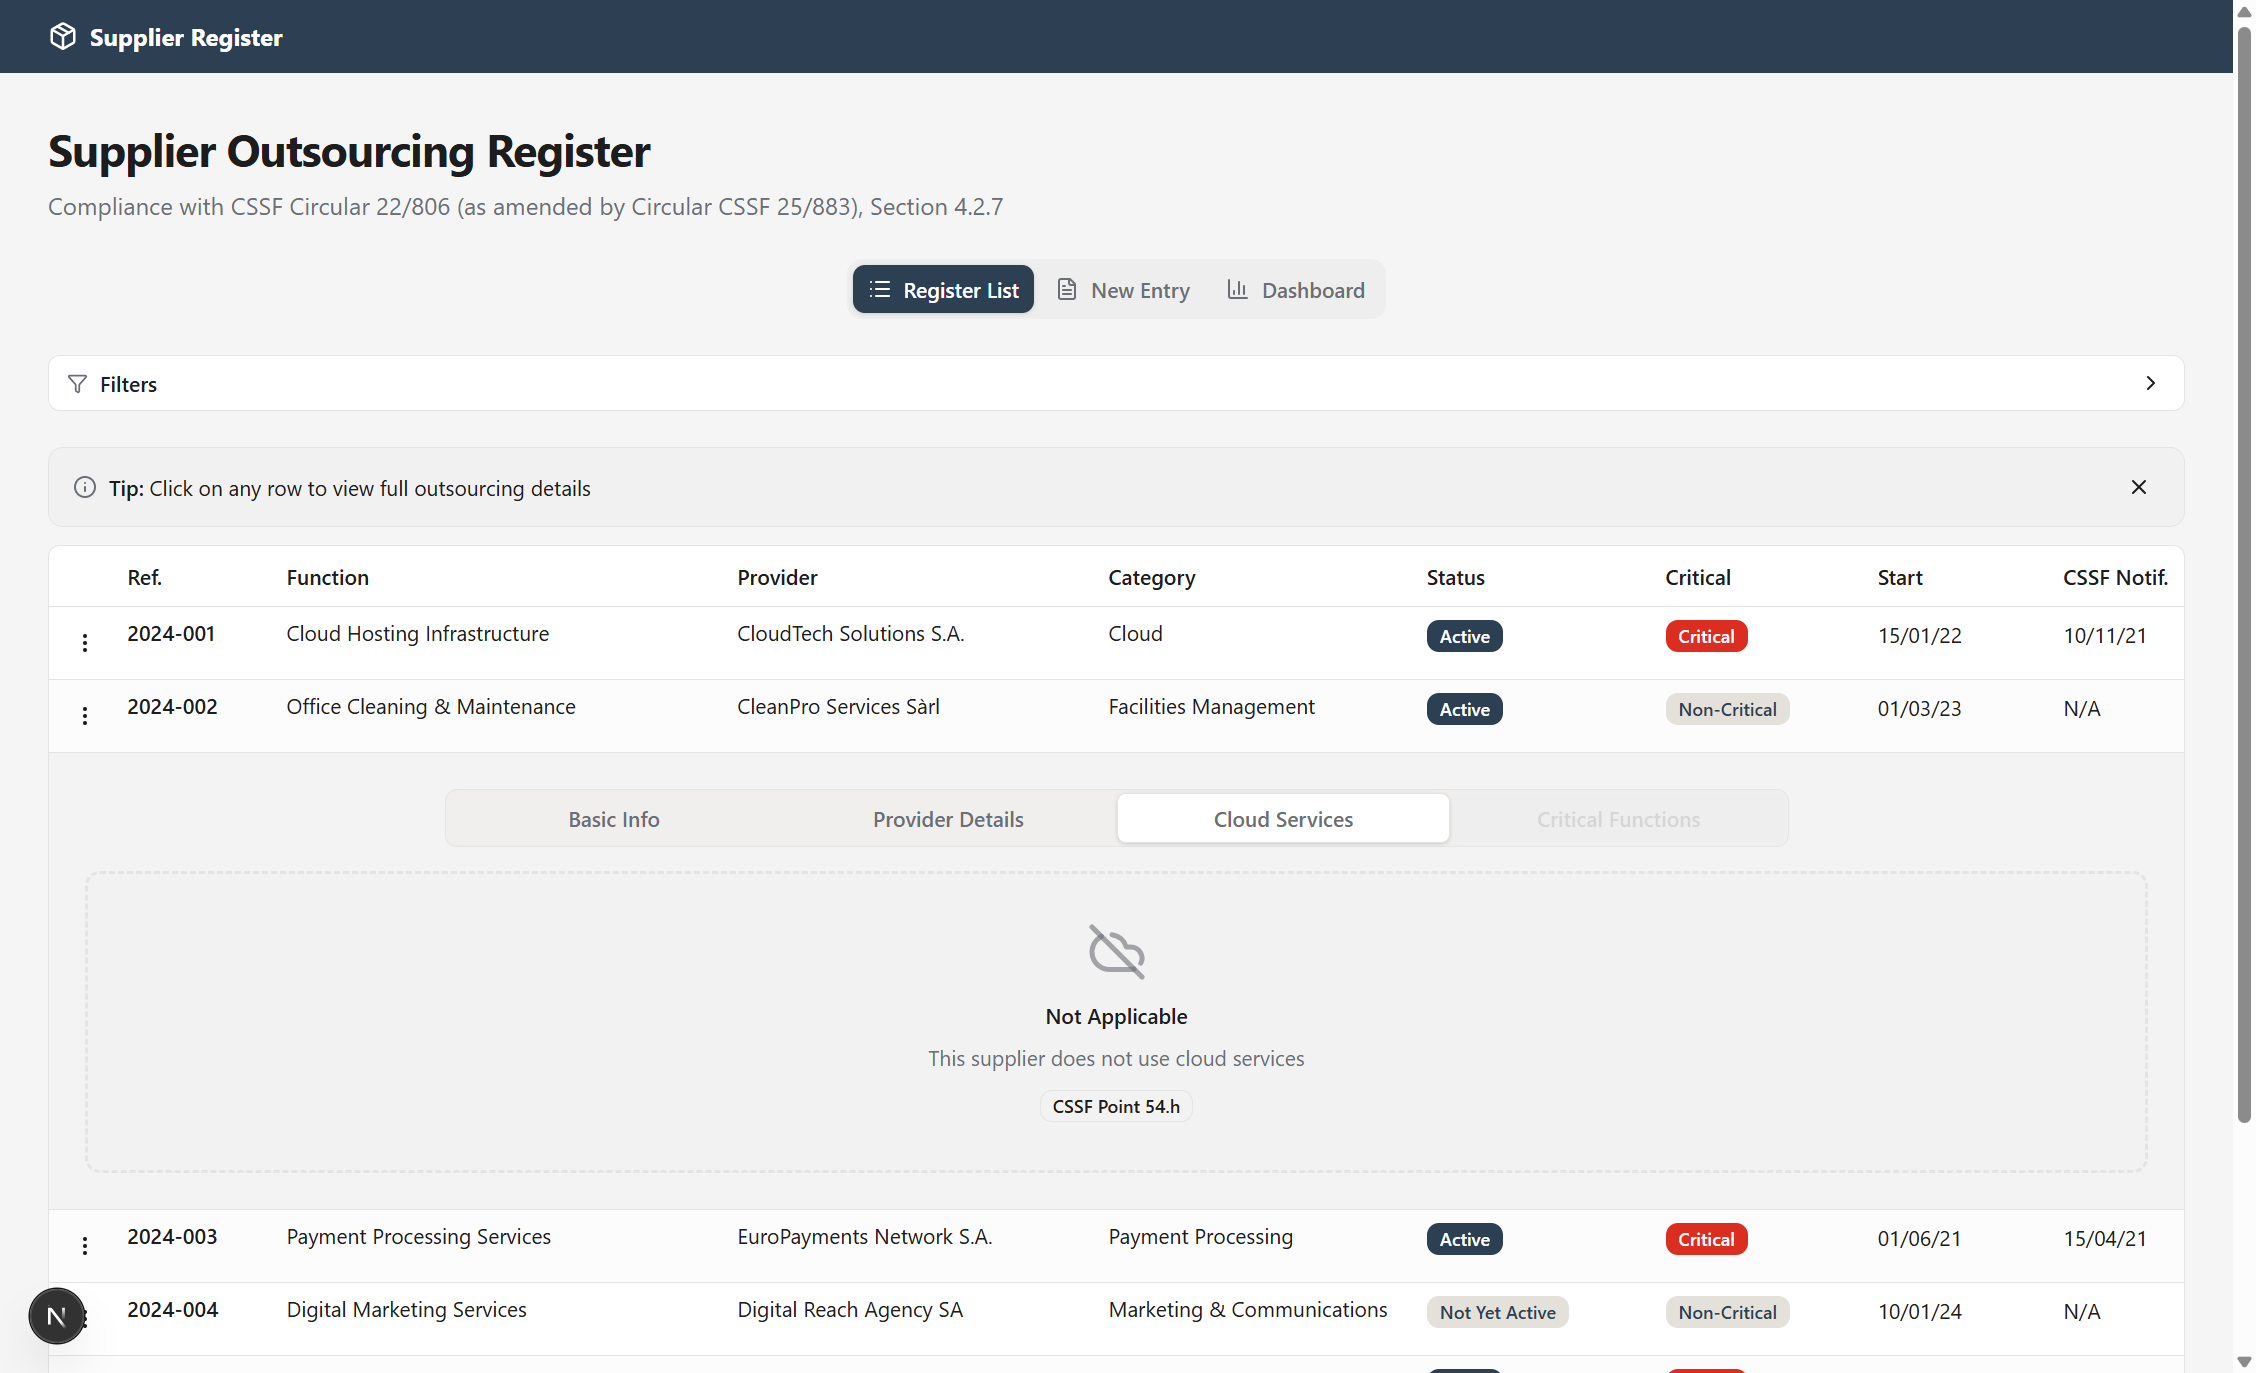 Supplier Register
Supplier Outsourcing Register
Compliance with CSSF Circular 22/806 (as amended by Circular CSSF 25/883), Section 4.2.7
Register List New Entry Dashboard
Filters
Tip: Click on any row to view full outsourcing details
Ref. Function Provider Category Status Critical Start CSSF Notif.
2024-001 Cloud Hosting Infrastructure CloudTech Solutions S.A. Cloud Active Critical 15/01/22 10/11/21
2024-002 Office Cleaning & Maintenance CleanPro Services Sàrl Facilities Management Active Non-Critical 01/03/23 N/A
Basic Info Provider Details Cloud Services Critical Functions
Not Applicable
This supplier does not use cloud services
CSSF Point 54.h
2024-003 Payment Processing Services EuroPayments Network S.A. Payment Processing Active Critical 01/06/21 15/04/21
N 2024-004 Digital Marketing Services Digital Reach Agency SA Marketing & Communications Not Yet Active Non-Critical 10/01/24 N/A